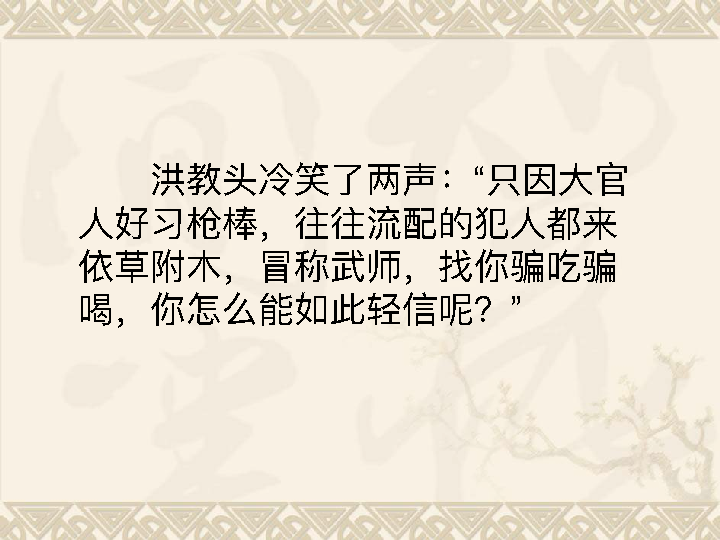 洪教头冷笑了两声：“只因大官
人好习枪棒，往往流配的犯人都来
依草附木，冒称武师，找你骗吃骗
喝，你怎么能如此轻信呢？”